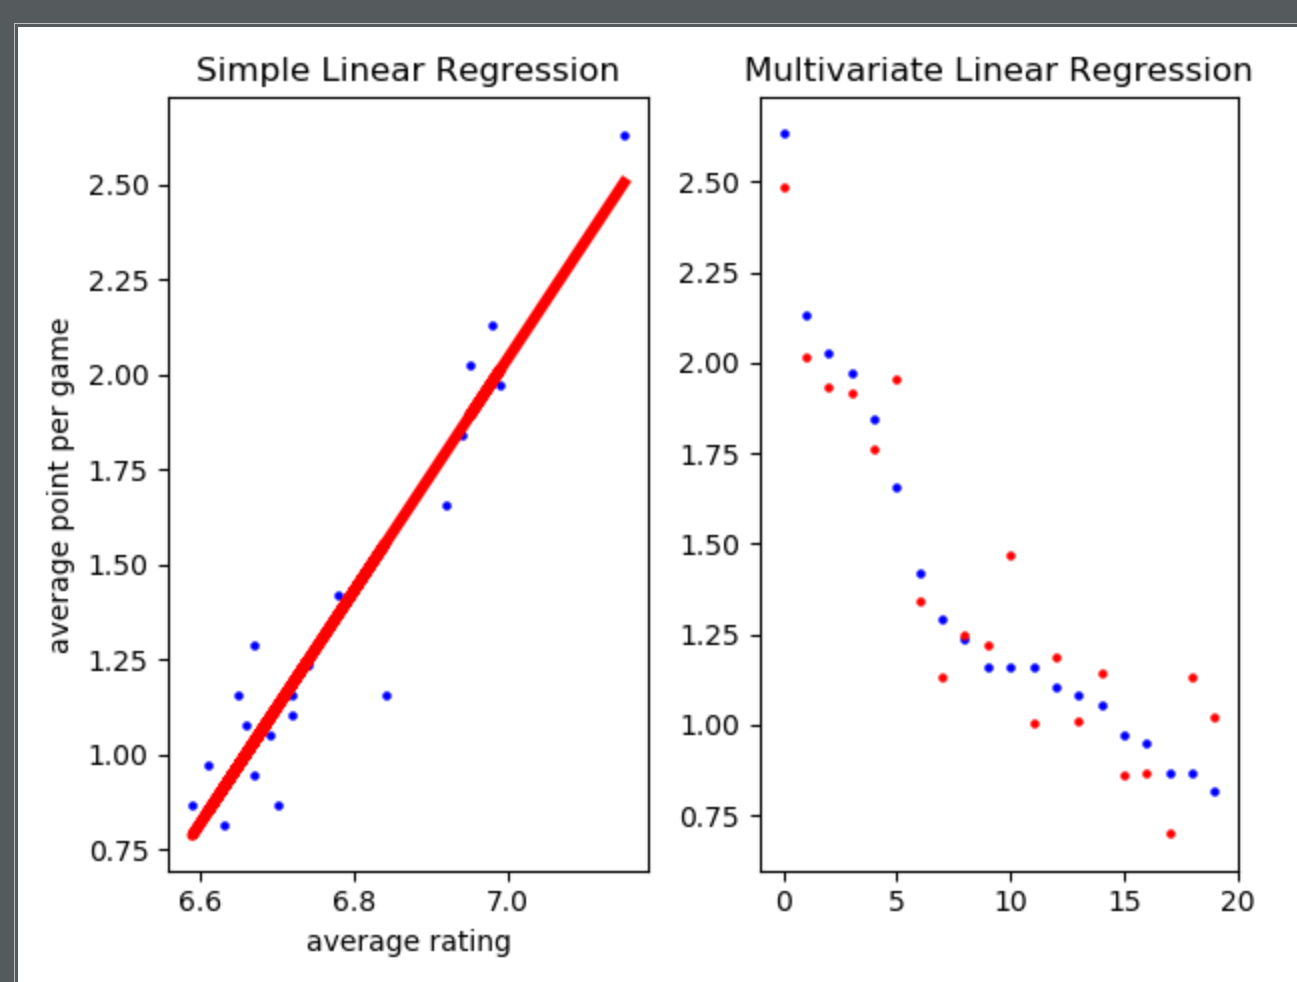 Simple Linear Regression
2.50
2.25
2.00
1.75
1.50
1.25
1.00
0.75
average point per game
6.6 6.8 7.0
average rating
Multivariate Linear Regression
2.50
2.25
2.00
1.75
1.50
1.25
1.00
0.75
0 5 10 15 20